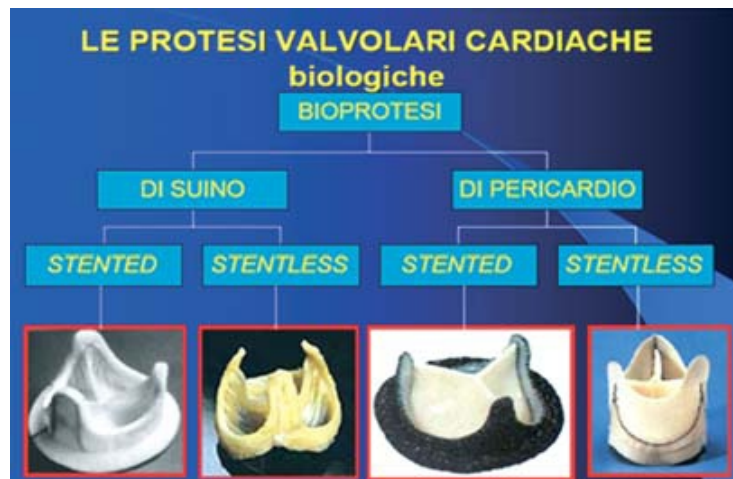 LE PROTESI VALVOLARI CARDIACHE
biologiche
BIOPROTESI
DI SUINO
DI PERICARDIO
STENTED
STENTLESS
STENTED
STENTLESS